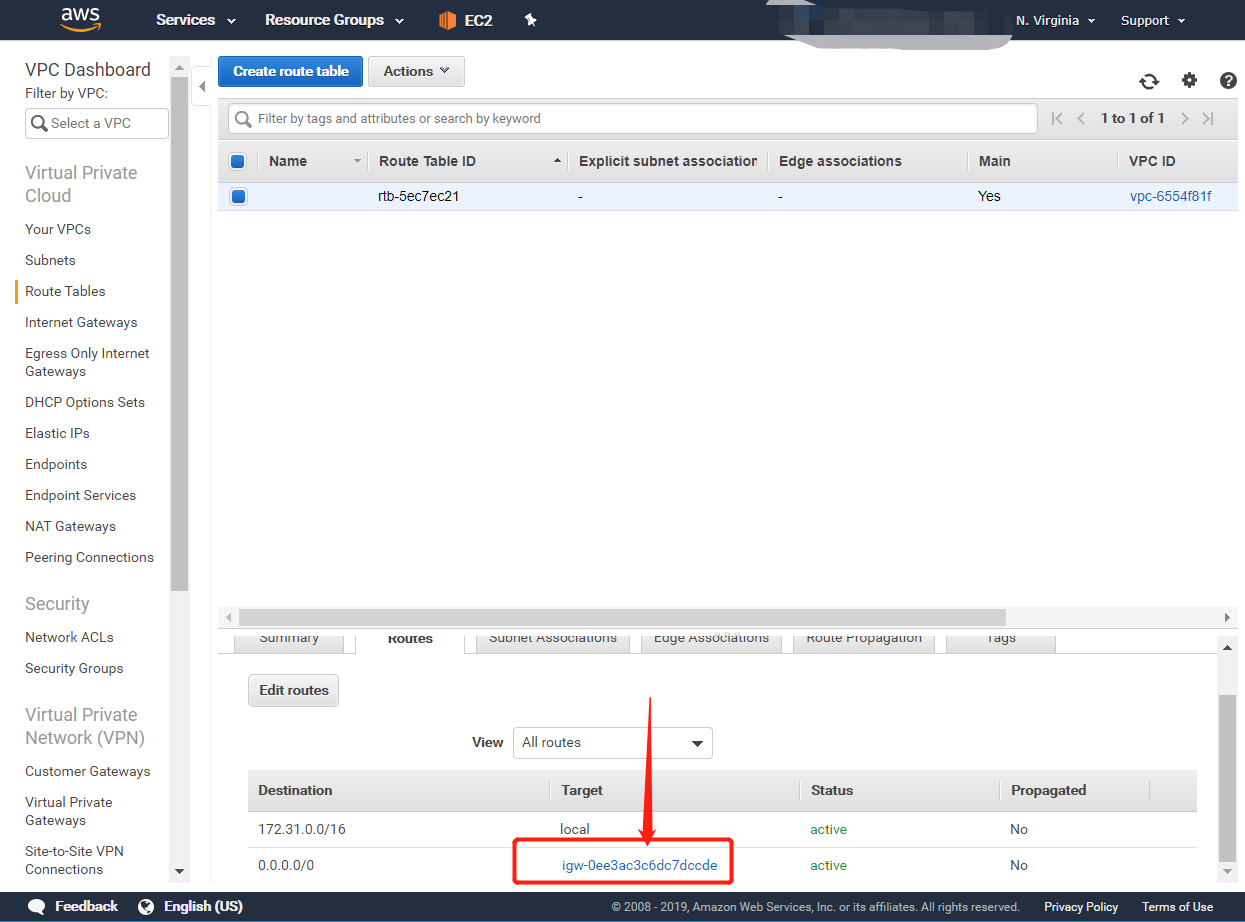 aws Services Resource Groups EC2 N. Virginia Support
VPC Dashboard
Filter by VPC:
Select a VPC
Virtual Private
Cloud
Your VPCs
Subnets
Route Tables
Internet Gateways
Egress Only Internet
Gateways
DHCP Options Sets
Elastic IPs
Endpoints
Endpoint Services
NAT Gateways
Peering Connections
Security
Network ACLs
Security Groups
Virtual Private
Network (VPN)
Customer Gateways
Virtual Private
Gateways
Site-to-Site VPN
Connections
Create route table Actions
Filter by tags and attributes or search by keyword 1 to 1 of 1
Name Route Table ID Explicit subnet association Edge associations Main VPC ID
rtb-5ec7ec21 - - Yes vpc-6554f81f
Summary Routes Subnet Associations Edge Associations Route Propagation Tags
Edit routes
View All routes
Destination Target Status Propagated
172.31.0.0/16 local active No
0.0.0.0/0 igw-0ee3ac3c6dc7dccde active No
Feedback English (US) © 2008 - 2019, Amazon Web Services, Inc. or its affiliates. All rights reserved. Privacy Policy Terms of Use